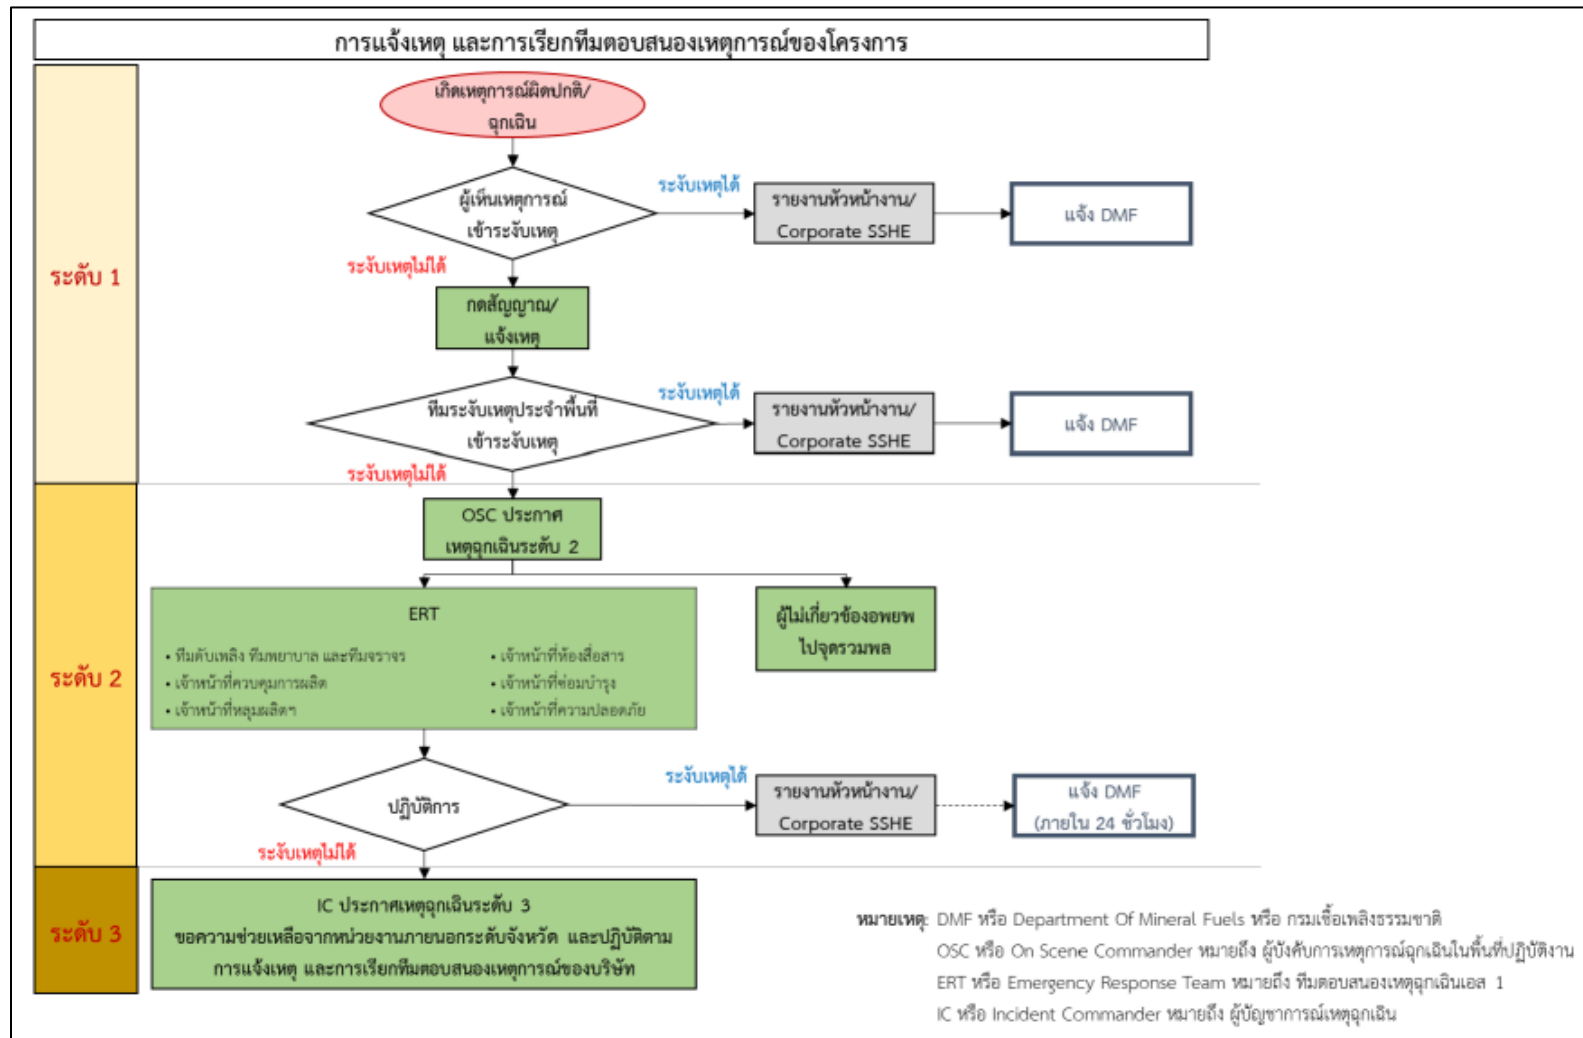 การแจ้งเหตุ และการเรียกทีมตอบสนองเหตุการณ์ของโครงการ
ระดับ 1
เกิดเหตุการณ์ผิดปกติ/
ฉุกเฉิน
ผู้เห็นเหตุการณ์
เข้าระงับเหตุ
ระงับเหตุได้
รายงานหัวหน้างาน/
Corporate SSHE
แจ้ง DMF
ระงับเหตุไม่ได้
กดสัญญาณ/
แจ้งเหตุ
ทีมระงับเหตุประจำพื้นที่
เข้าระงับเหตุ
ระงับเหตุได้
รายงานหัวหน้างาน/
Corporate SSHE
แจ้ง DMF
ระงับเหตุไม่ได้
ระดับ 2
OSC ประกาศ
เหตุฉุกเฉินระดับ 2
ERT
• ทีมดับเพลิง ทีมพยาบาล และทีมจราจร
• เจ้าหน้าที่ควบคุมการผลิต
• เจ้าหน้าที่หลุมผลิตฯ
• เจ้าหน้าที่ห้องสื่อสาร
• เจ้าหน้าที่ซ่อมบำรุง
• เจ้าหน้าที่ความปลอดภัย
ผู้ไม่เกี่ยวข้องอพยพ
ไปจุดรวมพล
ปฏิบัติการ
ระงับเหตุได้
รายงานหัวหน้างาน/
Corporate SSHE
แจ้ง DMF
(ภายใน 24 ชั่วโมง)
ระงับเหตุไม่ได้
ระดับ 3
IC ประกาศเหตุฉุกเฉินระดับ 3
ขอความช่วยเหลือจากหน่วยงานภายนอกระดับจังหวัด และปฏิบัติตาม
การแจ้งเหตุ และการเรียกทีมตอบสนองเหตุการณ์ของบริษัท
หมายเหตุ: DMF หรือ Department Of Mineral Fuels หรือ กรมเชื้อเพลิงธรรมชาติ
OSC หรือ On Scene Commander หมายถึง ผู้บังคับการเหตุการณ์ฉุกเฉินในพื้นที่ปฏิบัติงาน
ERT หรือ Emergency Response Team หมายถึง ทีมตอบสนองเหตุฉุกเฉินเอส 1
IC หรือ Incident Commander หมายถึง ผู้บัญชาการณ์เหตุฉุกเฉิน